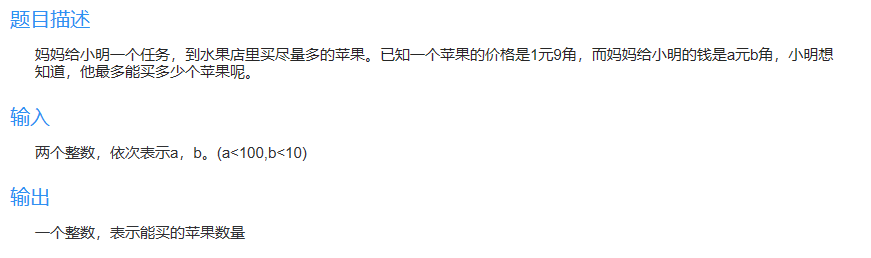 题目描述
妈妈给小明一个任务，到水果店里买尽量多的苹果。已知一个苹果的价格是1元9角，而妈妈给小明的钱是a元b角，小明想
知道，他最多能买多少个苹果呢。
输入
两个整数，依次表示a，b。(a<100,b<10)
输出
一个整数，表示能买的苹果数量